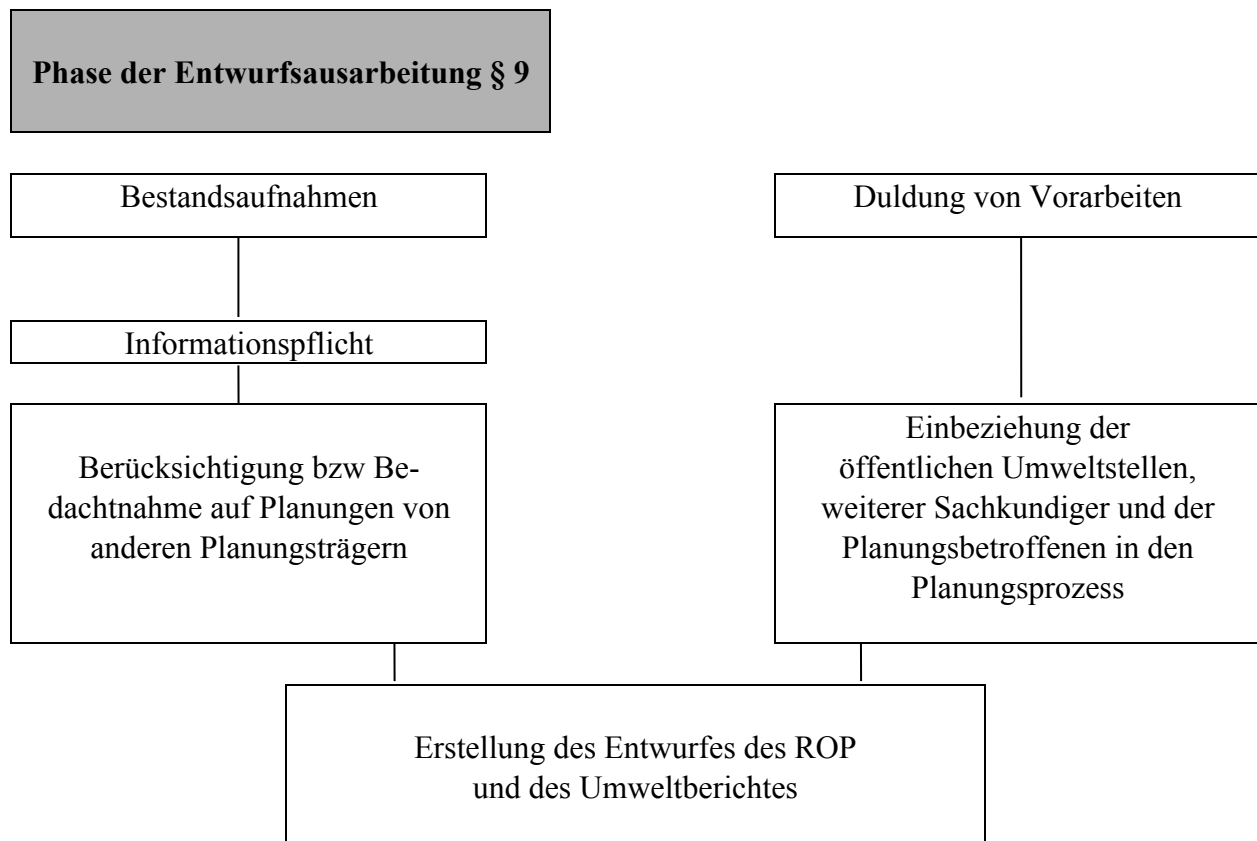 Phase der Entwurfsausarbeitung § 9
Bestandsaufnahmen
Duldung von Vorarbeiten
Informationspflicht
Berücksichtigung bzw Be-
dachtnahme auf Planungen von
anderen Planungsträgern
Einbeziehung der
öffentlichen Umweltstellen,
weiterer Sachkundiger und der
Planungsbetroffenen in den
Planungsprozess
Erstellung des Entwurfes des ROP
und des Umweltberichtes